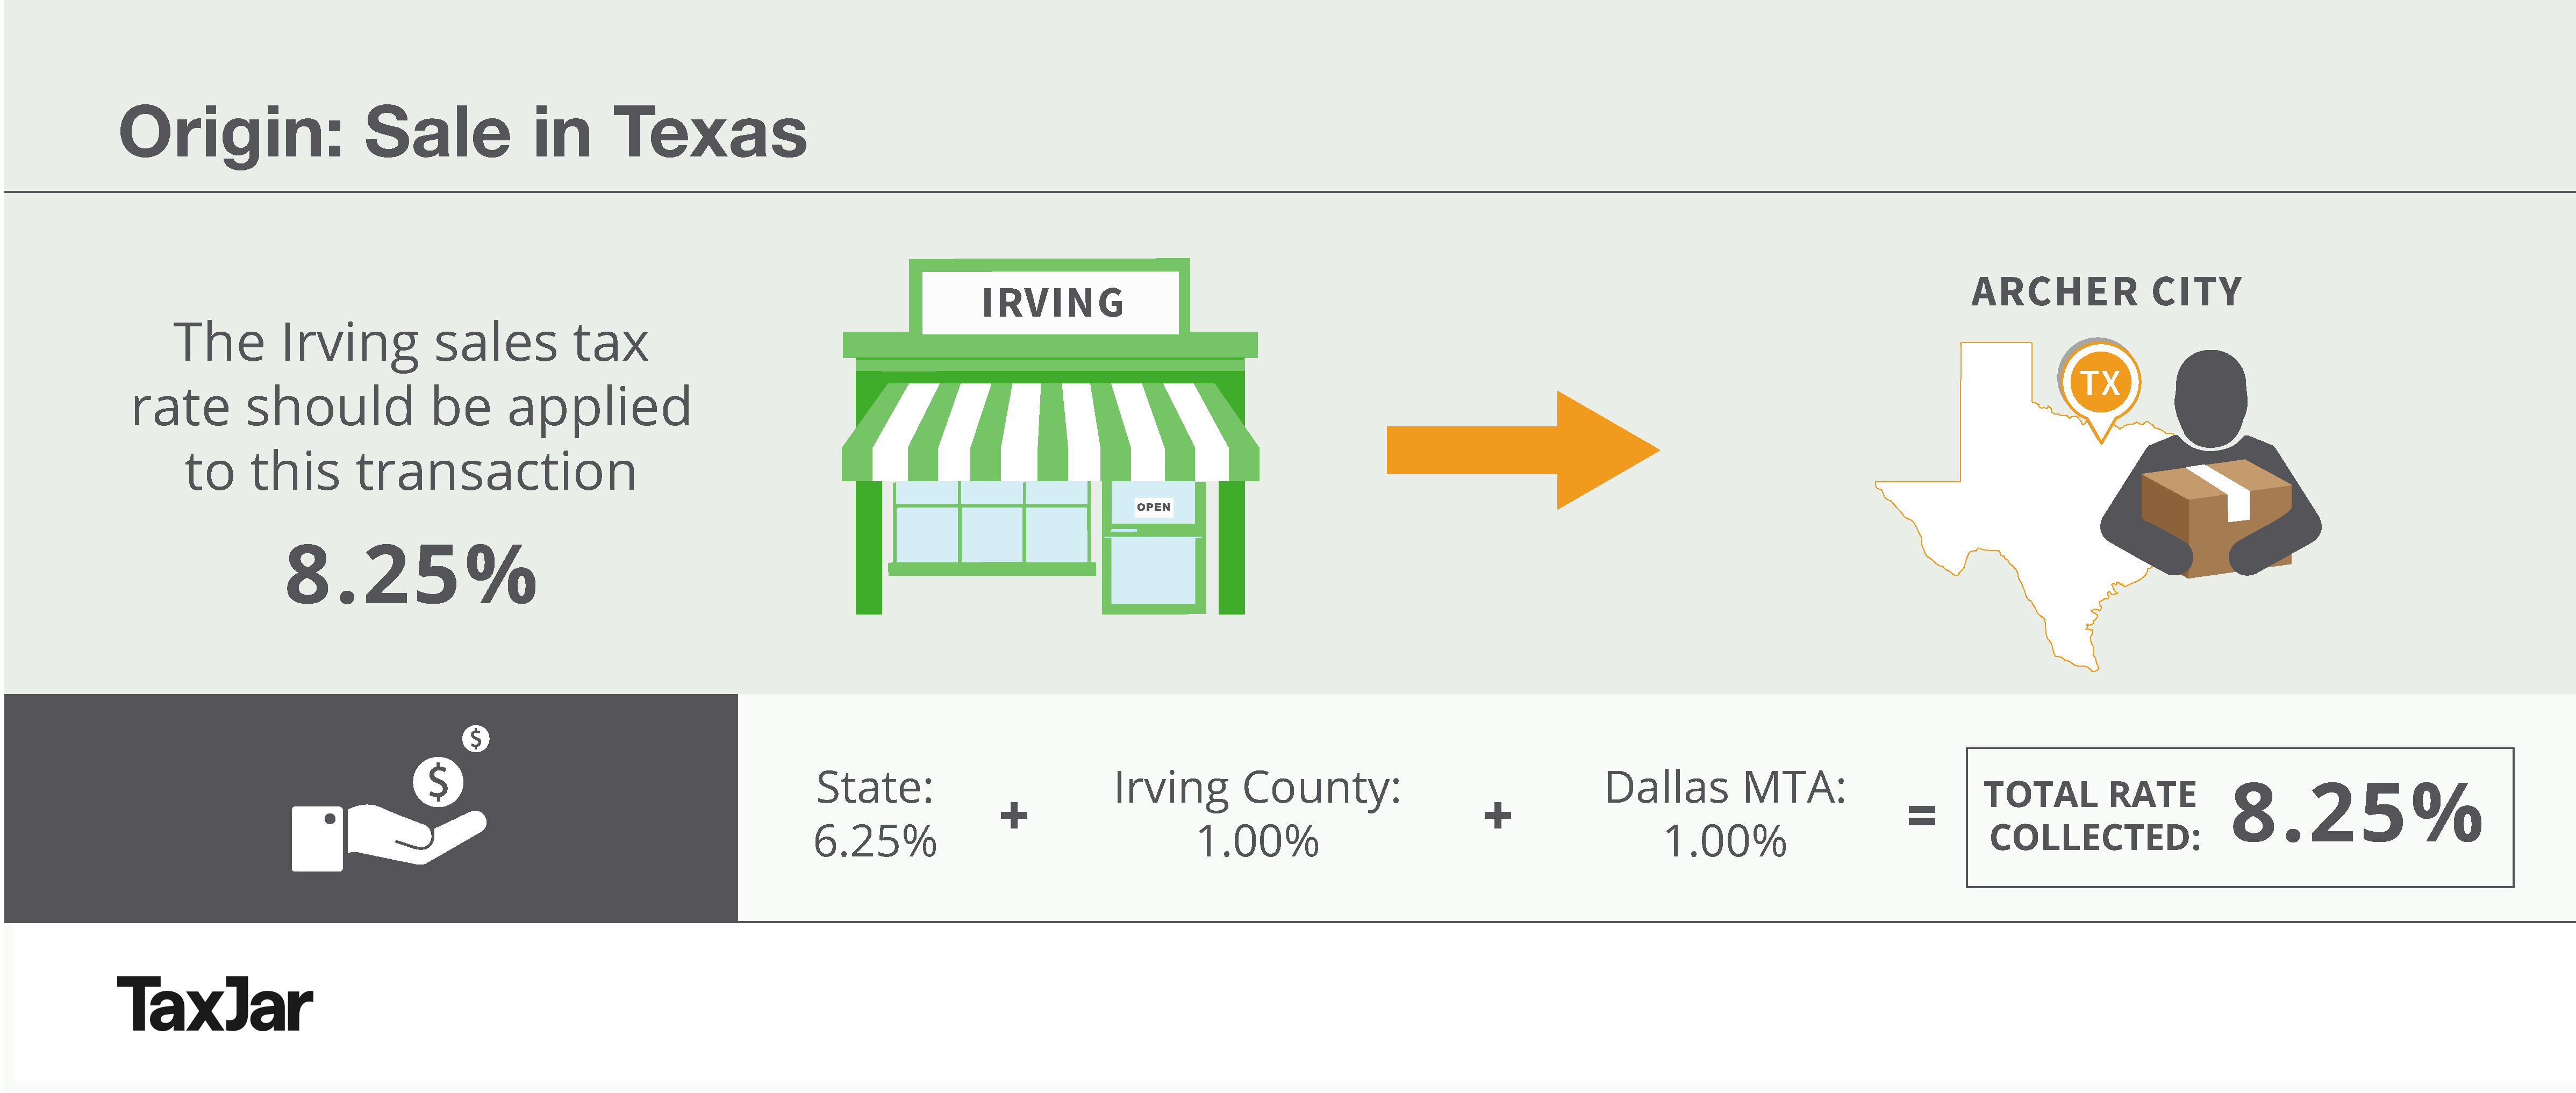 Origin: Sale in Texas
The Irving sales tax
rate should be applied
to this transaction
8.25%
IRVING
OPEN
ARCHER CITY
TX
$
$
State:
6.25%
+
Irving County:
1.00%
+
Dallas MTA:
1.00%
=
TOTAL RATE
COLLECTED:
8.25%
TaxJar